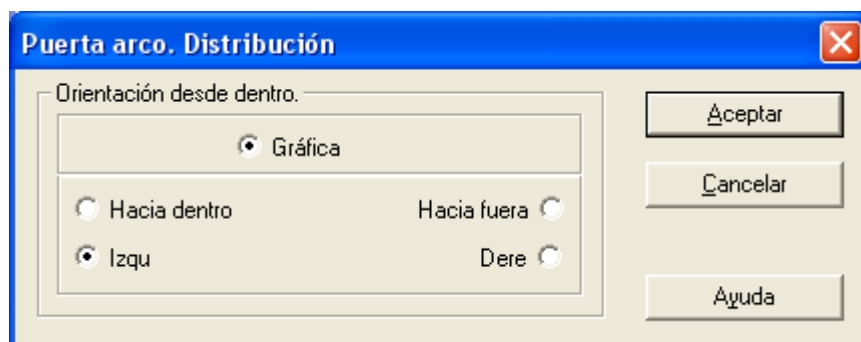 Puerta arco. Distribución
Orientación desde dentro.
Gráfica
Hacia dentro Hacia fuera
Izqu Dere
Aceptar
Cancelar
Ayuda